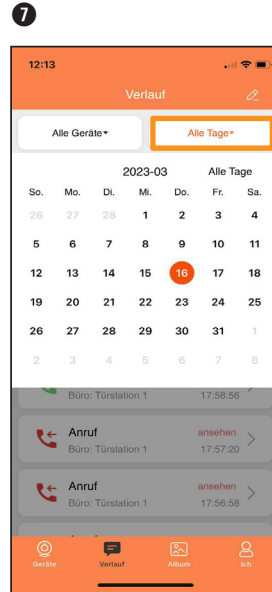 7
12:13
Verlauf
Alle Geräte▾ Alle Tage▾
2023-03 Alle Tage
So. Mo. Di. Mi. Do. Fr. Sa.
26 27 28 1 2 3 4
5 6 7 8 9 10 11
12 13 14 15 16 17 18
19 20 21 22 23 24 25
26 27 28 29 30 31 1
2 3 4 5 6 7 8
Büro: Türstation 1 17:58:56
Anruf ansehen
Büro: Türstation 1 17:57:20
Anruf ansehen
Büro: Türstation 1 17:56:58
Geräte Verlauf Album Ich